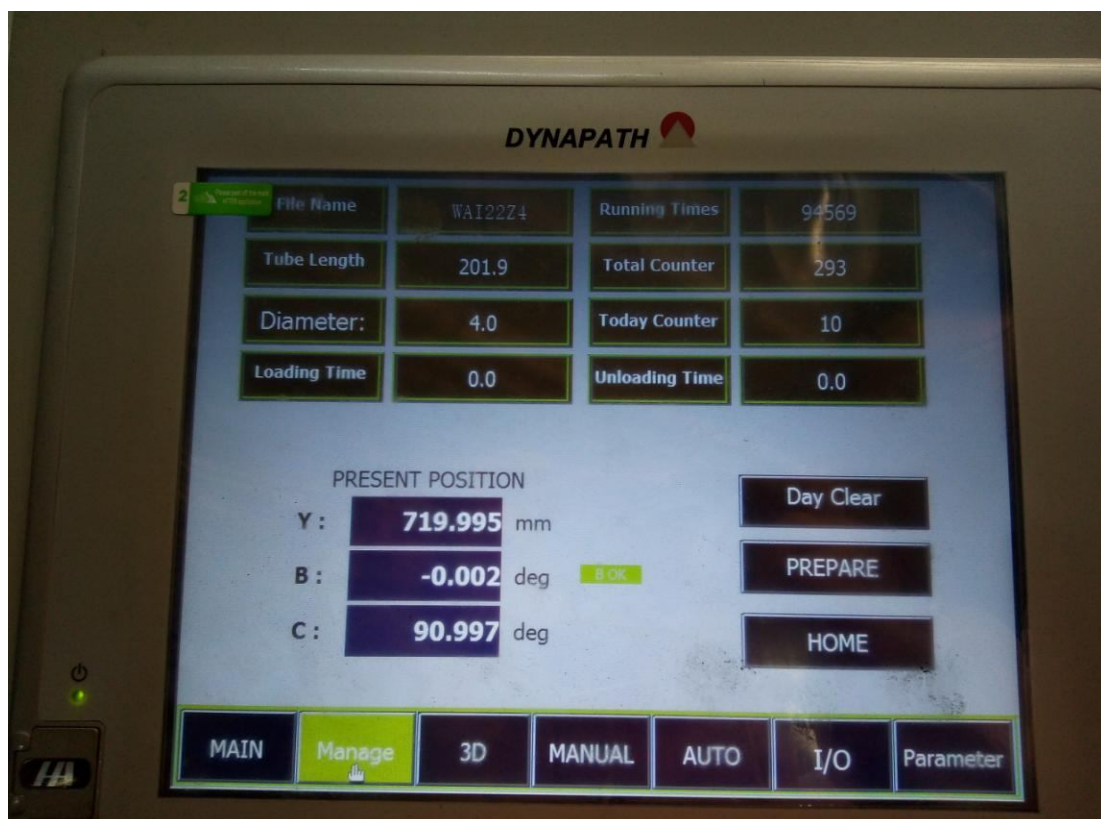 DYNAPATH
2
File Name WAI22Z4 Running Times 94569
Tube Length 201.9 Total Counter 293
Diameter: 4.0 Today Counter 10
Loading Time 0.0 Unloading Time 0.0
PRESENT POSITION
Day Clear
Y : 719.995 mm
PREPARE
B : -0.002 deg B OK
C : 90.997 deg
HOME
MAIN Manage 3D MANUAL AUTO I/O Parameter